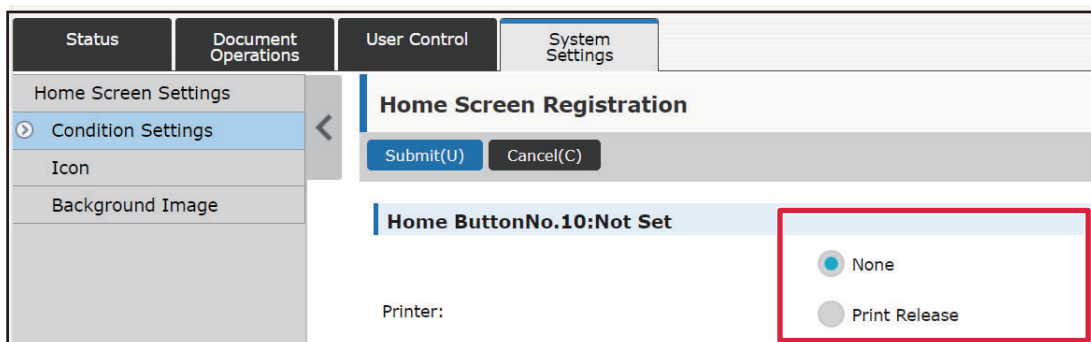 Status
Document
Operations
User Control
System
Settings
Home Screen Settings
Condition Settings
Icon
Background Image
Home Screen Registration
Submit(U)
Cancel(C)
Home ButtonNo.10:Not Set
None
Printer:
Print Release